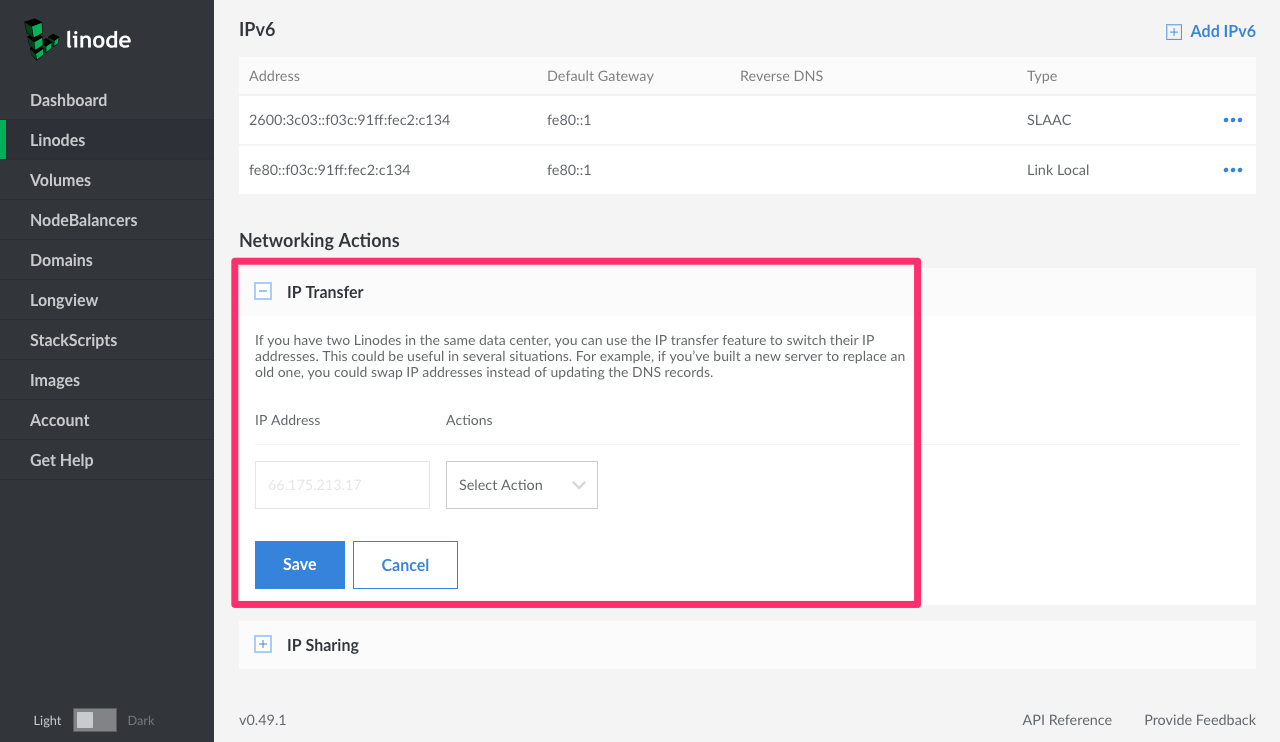 linode
Dashboard
Linodes
Volumes
NodeBalancers
Domains
Longview
StackScripts
Images
Account
Get Help
Light Dark
IPv6
Add IPv6
Address Default Gateway Reverse DNS Type
2600:3c03::f03c:91ff:fec2:c134 fe80::1 SLAAC
fe80::f03c:91ff:fec2:c134 fe80::1 Link Local
Networking Actions
IP Transfer
If you have two Linodes in the same data center, you can use the IP transfer feature to switch their IP
addresses. This could be useful in several situations. For example, if you've built a new server to replace an
old one, you could swap IP addresses instead of updating the DNS records.
IP Address Actions
66.175.213.17 Select Action
Save Cancel
IP Sharing
v0.49.1 API Reference Provide Feedback